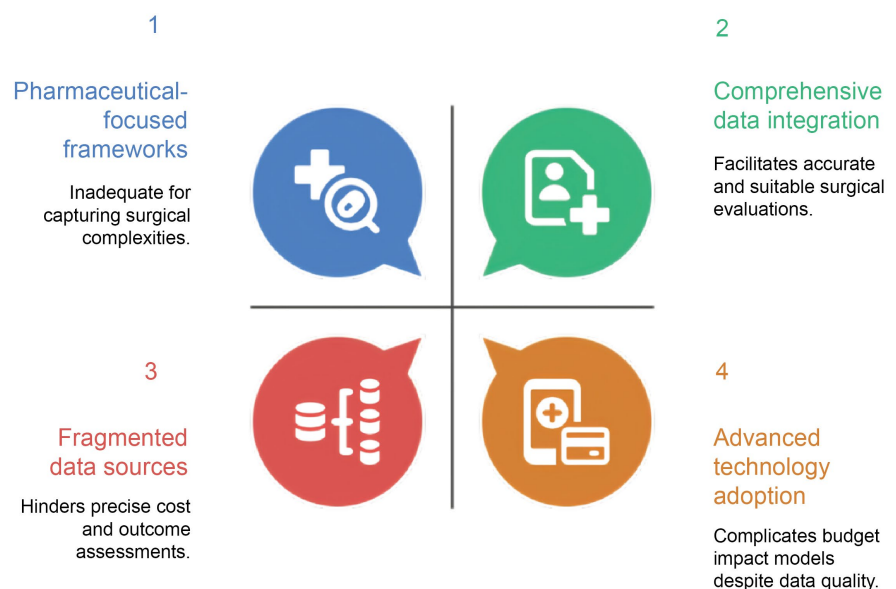 1
Pharmaceutical-
focused
frameworks
Inadequate for
capturing surgical
complexities.
2
Comprehensive
data integration
Facilitates accurate
and suitable surgical
evaluations.
3
Fragmented
data sources
Hinders precise cost
and outcome
assessments.
4
Advanced
technology
adoption
Complicates budget
impact models
despite data quality.